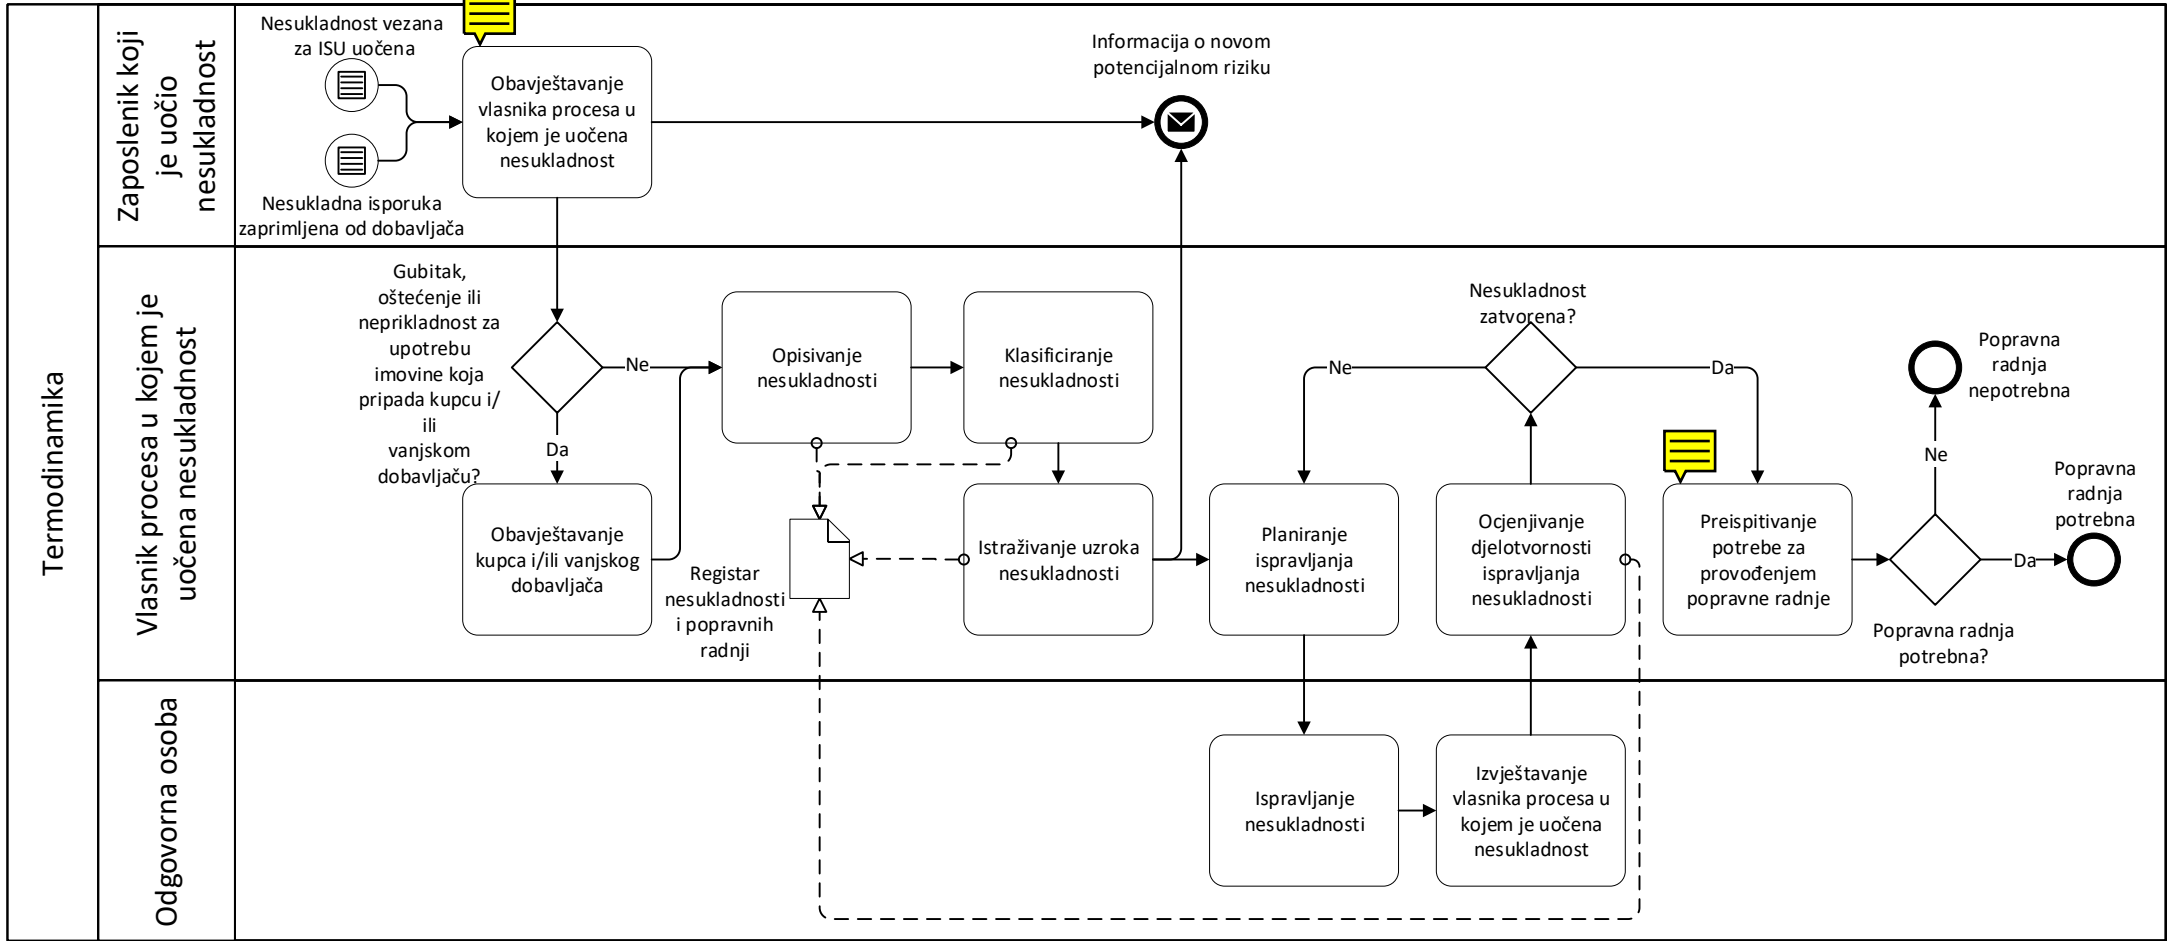 Termodinamika
Zaposlenik koji
je uočio
nesukladnost
Nesukladnost vezana
za ISU uočena
Nesukladna isporuka
zaprimljena od dobavljača
Obavještavanje
vlasnika procesa u
kojem je uočena
nesukladnost
Informacija o novom
potencijalnom riziku
Vlasnik procesa u kojem je
uočena nesukladnost
Gubitak,
oštećenje ili
neprikladnost za
upotrebu
imovine koja
pripada kupcu i/
ili
vanjskom
dobavljaču?
Ne
Da
Obavještavanje
kupca i/ili vanjskog
dobavljača
Opisivanje
nesukladnosti
Klasificiranje
nesukladnosti
Registar
nesukladnosti
i popravnih
radnji
Istraživanje uzroka
nesukladnosti
Planiranje
ispravljanja
nesukladnosti
Nesukladnost
zatvorena?
Ne
Da
Ocjenjivanje
djelotvornosti
ispravljanja
nesukladnosti
Preispitivanje
potrebe za
provođenjem
popravne radnje
Popravna radnja
potrebna?
Ne
Da
Popravna
radnja
nepotrebna
Popravna
radnja
potrebna
Odgovorna osoba
Ispravljanje
nesukladnosti
Izvještavanje
vlasnika procesa u
kojem je uočena
nesukladnost